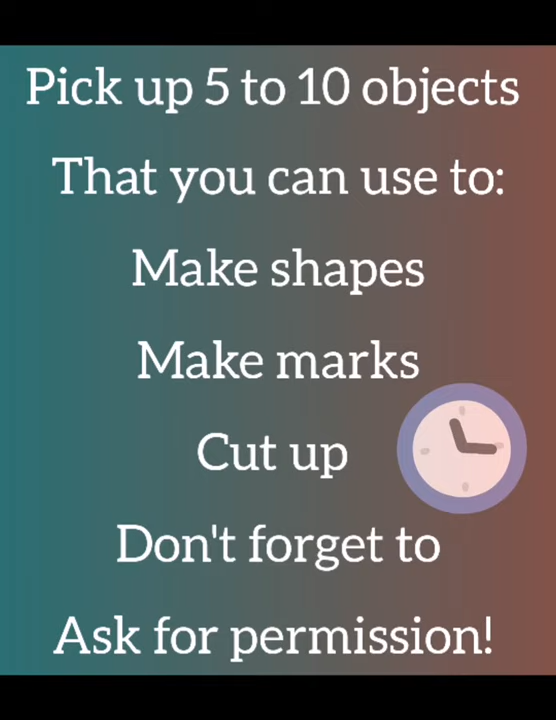 Pick up 5 to 10 objects
That you can use to:
Make shapes
Make marks
Cut up
Don't forget to
Ask for permission!